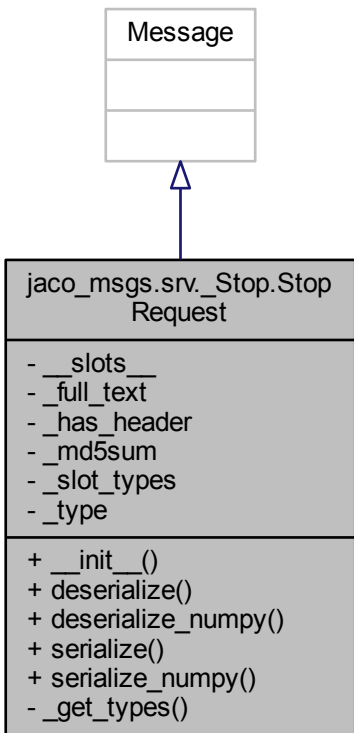 Message
jaco_msgs.srv._Stop.Stop
Request
- __slots__
- _full_text
- _has_header
- _md5sum
- _slot_types
- _type
+ __init__()
+ deserialize()
+ deserialize_numpy()
+ serialize()
+ serialize_numpy()
- _get_types()